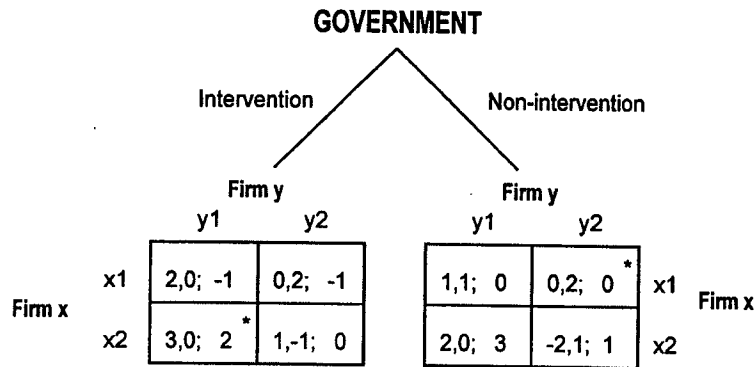 GOVERNMENT
Intervention Non-intervention
Firm y Firm y
y1 y2 y1 y2
x1 2,0; -1 0,2; -1 1,1; 0 0,2; 0 * x1
Firm x Firm x
x2 3,0; 2 * 1,-1; 0 2,0; 3 -2,1; 1 x2